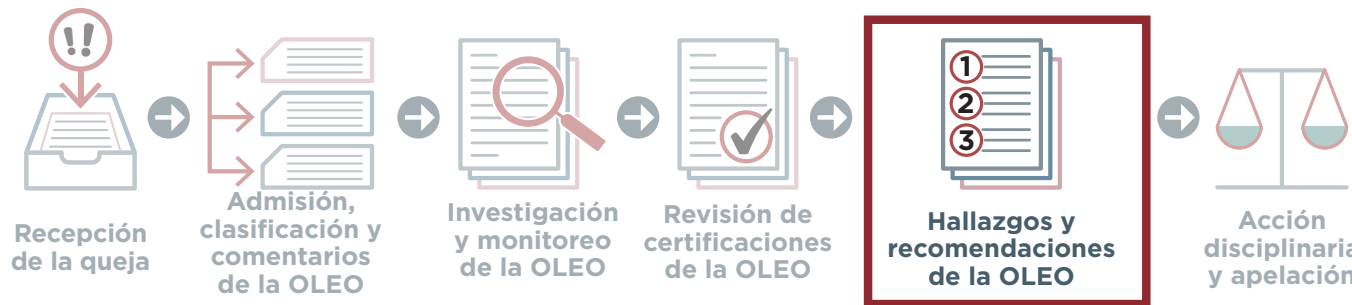 !!
Recepción
de la queja
Admisión,
clasificación y
comentarios
de la OLEO
Investigación
y monitoreo
de la OLEO
Revisión de
certificaciones
de la OLEO
1
2
3
Hallazgos y
recomendaciones
de la OLEO
Acción
disciplinaria
y apelación